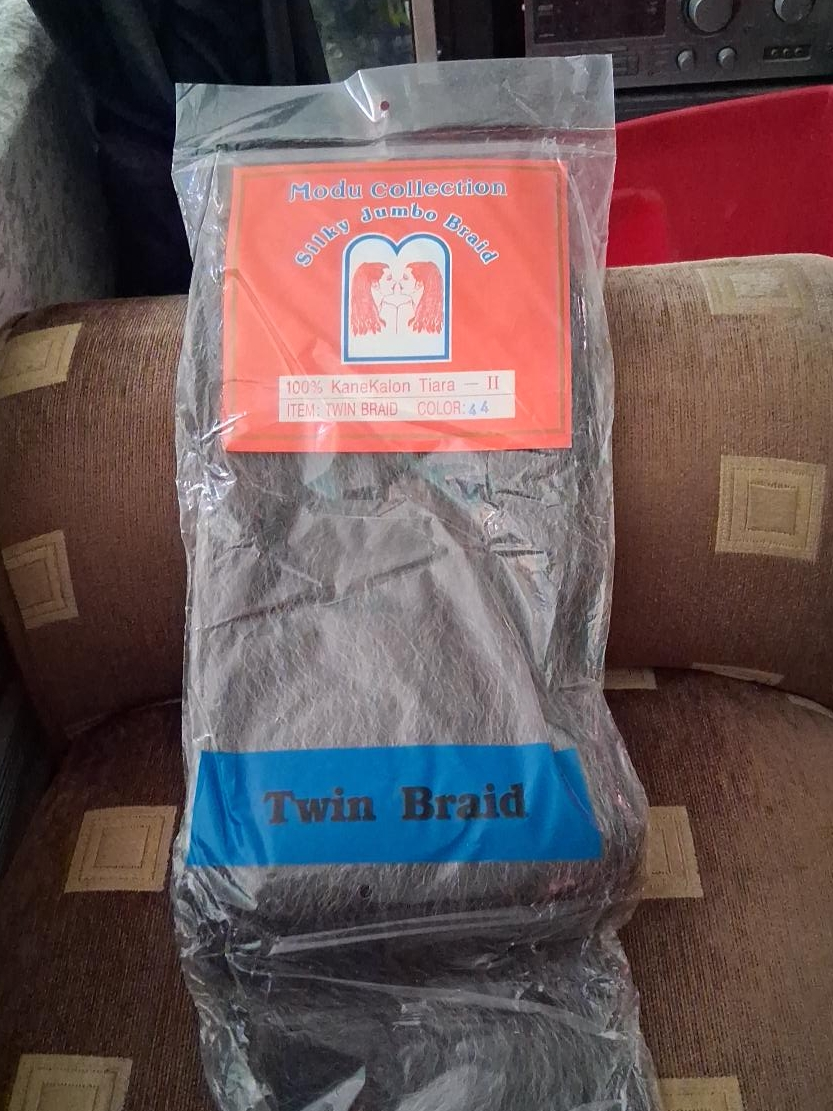 Modu Collection
Silky Jumbo Braid
100% KaneKalon Tiara — II
ITEM: TWIN BRAID COLOR: 44
Twin Braid